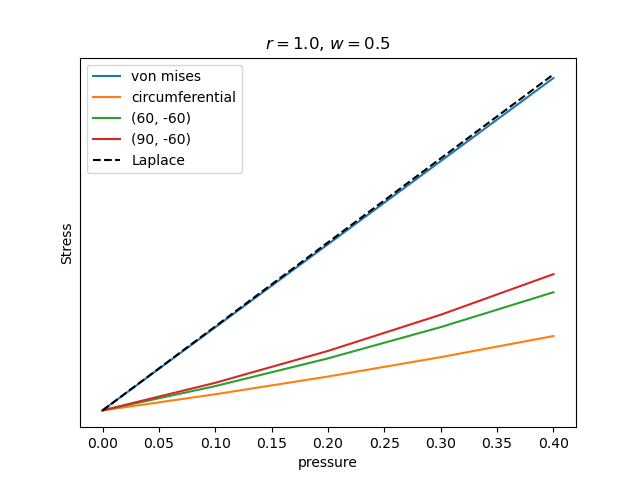 r = 1.0, w = 0.5
von mises
circumferential
(60, -60)
(90, -60)
Laplace
Stress
0.00 0.05 0.10 0.15 0.20 0.25 0.30 0.35 0.40
pressure